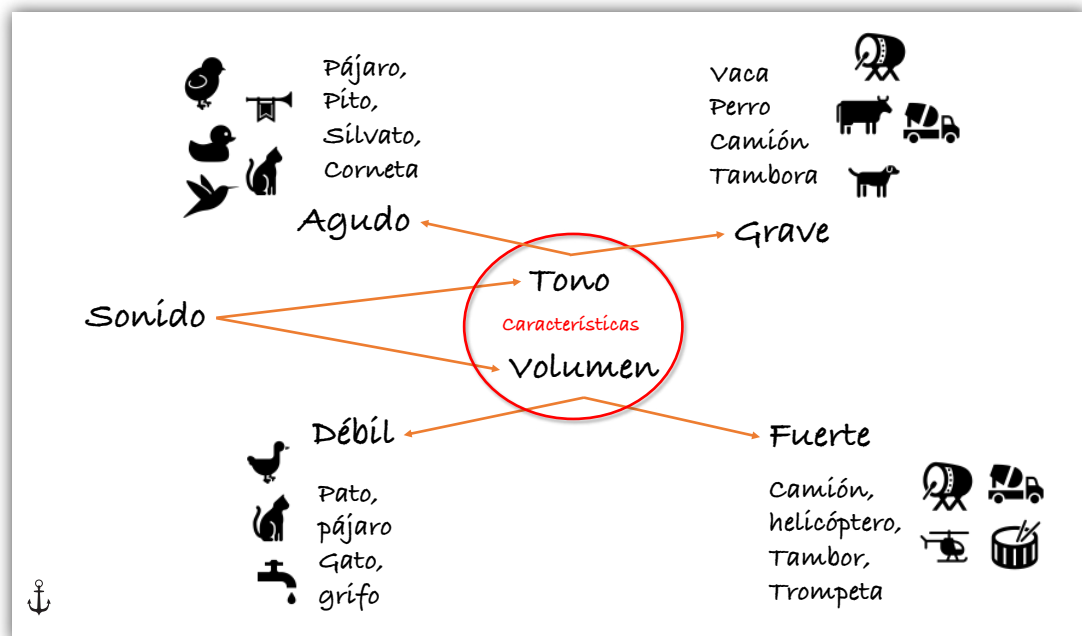 Pájaro,
Pito,
Silvato,
Corneta
Agudo
Vaca
Perro
Camión
Tambora
Grave
Sonido
Tono
Características
Volumen
Débil
Pato,
pájaro
Gato,
grifo
Fuerte
Camión,
helicóptero,
Tambor,
Trompeta